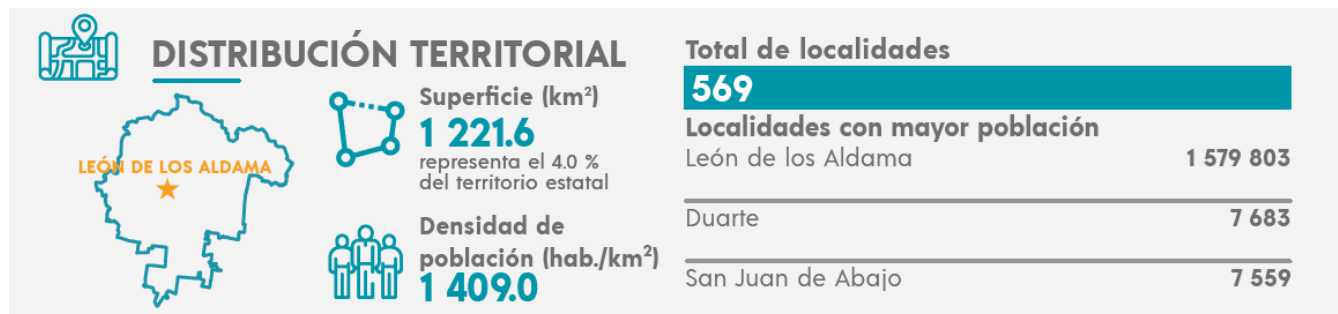 DISTRIBUCIÓN TERRITORIAL
LEÓN DE LOS ALDAMA
Superficie (km²)
1 221.6
representa el 4.0 %
del territorio estatal
Densidad de
población (hab./km²)
1 409.0
Total de localidades
569
Localidades con mayor población
León de los Aldama 1 579 803
Duarte 7 683
San Juan de Abajo 7 559